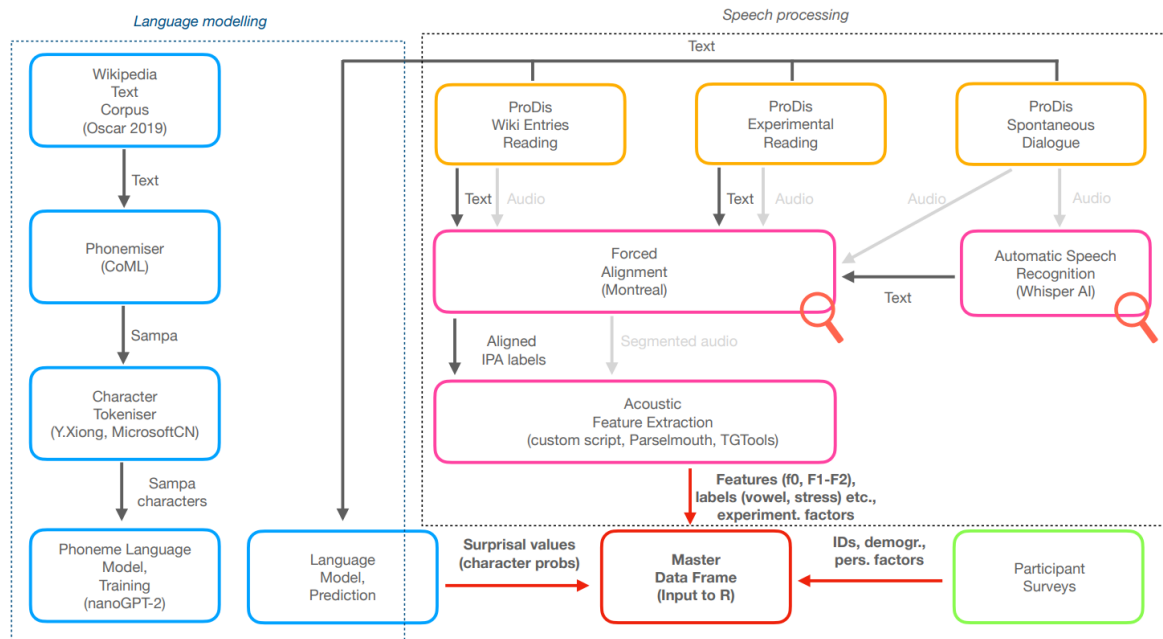 Language modelling
Speech processing
Text
Wikipedia
Text
Corpus
(Oscar 2019)
ProDis
Wiki Entries
Reading
ProDis
Experimental
Reading
ProDis
Spontaneous
Dialogue
Text
Text
Audio
Text
Audio
Audio
Audio
Phonemiser
(CoML)
Forced
Alignment
(Montreal)
Automatic Speech
Recognition
(Whisper AI)
Text
Sampa
Aligned
IPA labels
Segmented audio
Character
Tokeniser
(Y.Xiong, MicrosoftCN)
Acoustic
Feature Extraction
(custom script, Parselmouth, TGTools)
Sampa
characters
Features (f0, F1-F2),
labels (vowel, stress) etc.,
experiment. factors
Phoneme Language
Model,
Training
(nanoGPT-2)
Language
Model,
Prediction
Surprisal values
(character probs)
Master
Data Frame
(Input to R)
IDs, demogr.,
pers. factors
Participant
Surveys